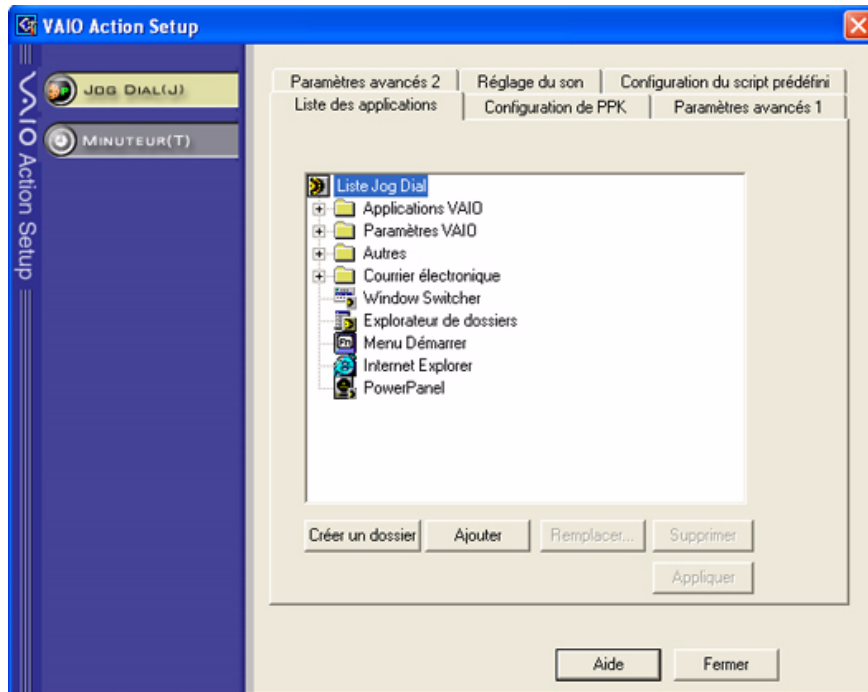 VAIO Action Setup
VAIO Action Setup
JOG DIAL(J)
MINUTEUR(T)
Paramètres avancés 2
Réglage du son
Configuration du script prédéfini
Liste des applications
Configuration de PPK
Paramètres avancés 1
Liste Jog Dial
Applications VAIO
Paramètres VAIO
Autres
Courrier électronique
Window Switcher
Explorateur de dossiers
Menu Démarrer
Internet Explorer
PowerPanel
Créer un dossier
Ajouter
Remplacer...
Supprimer
Appliquer
Aide
Fermer